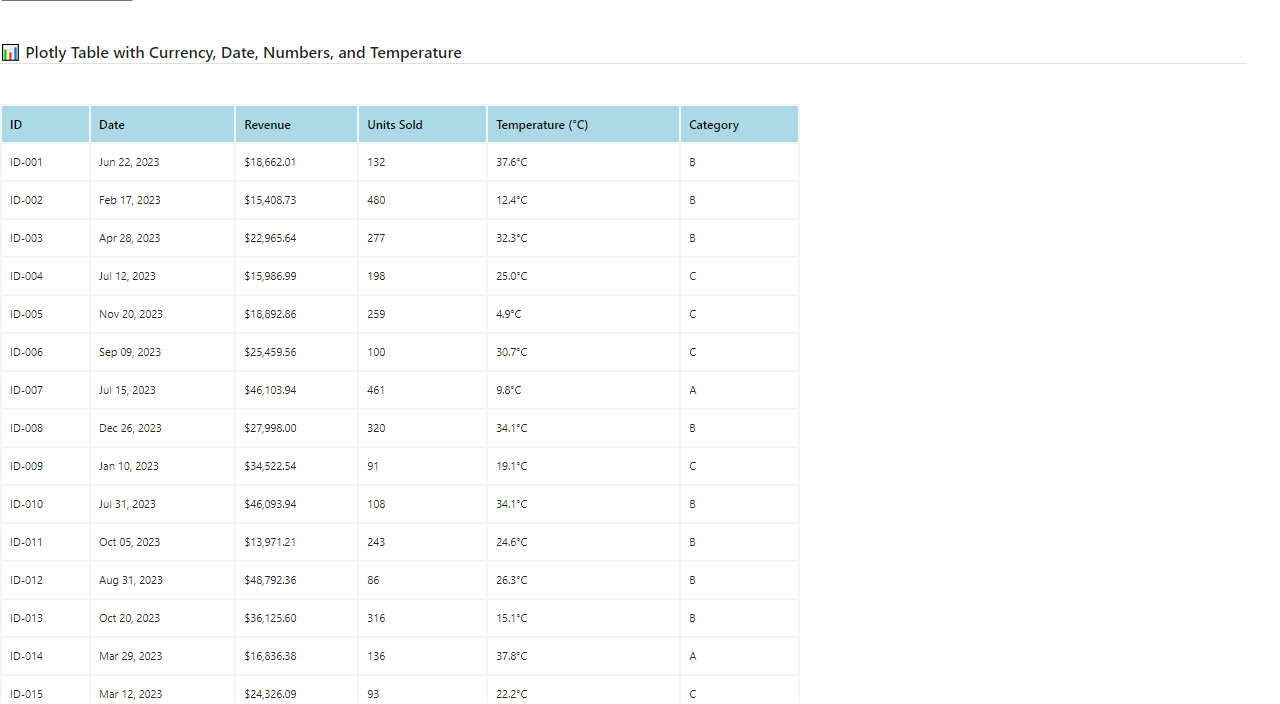 Plotly Table with Currency, Date, Numbers, and Temperature
ID Date Revenue Units Sold Temperature (°C) Category
ID-001 Jun 22, 2023 $18,662.01 132 37.6°C B
ID-002 Feb 17, 2023 $15,408.73 480 12.4°C B
ID-003 Apr 28, 2023 $22,965.64 277 32.3°C B
ID-004 Jul 12, 2023 $15,986.99 198 25.0°C C
ID-005 Nov 20, 2023 $18,892.86 259 4.9°C C
ID-006 Sep 09, 2023 $25,459.56 100 30.7°C C
ID-007 Jul 15, 2023 $46,103.94 461 9.8°C A
ID-008 Dec 26, 2023 $27,998.00 320 34.1°C B
ID-009 Jan 10, 2023 $34,522.54 91 19.1°C C
ID-010 Jul 31, 2023 $46,093.94 108 34.1°C B
ID-011 Oct 05, 2023 $13,971.21 243 24.6°C B
ID-012 Aug 31, 2023 $48,792.36 86 26.3°C B
ID-013 Oct 20, 2023 $36,125.60 316 15.1°C B
ID-014 Mar 29, 2023 $16,836.38 136 37.8°C A
ID-015 Mar 12, 2023 $24,326.09 93 22.2°C C